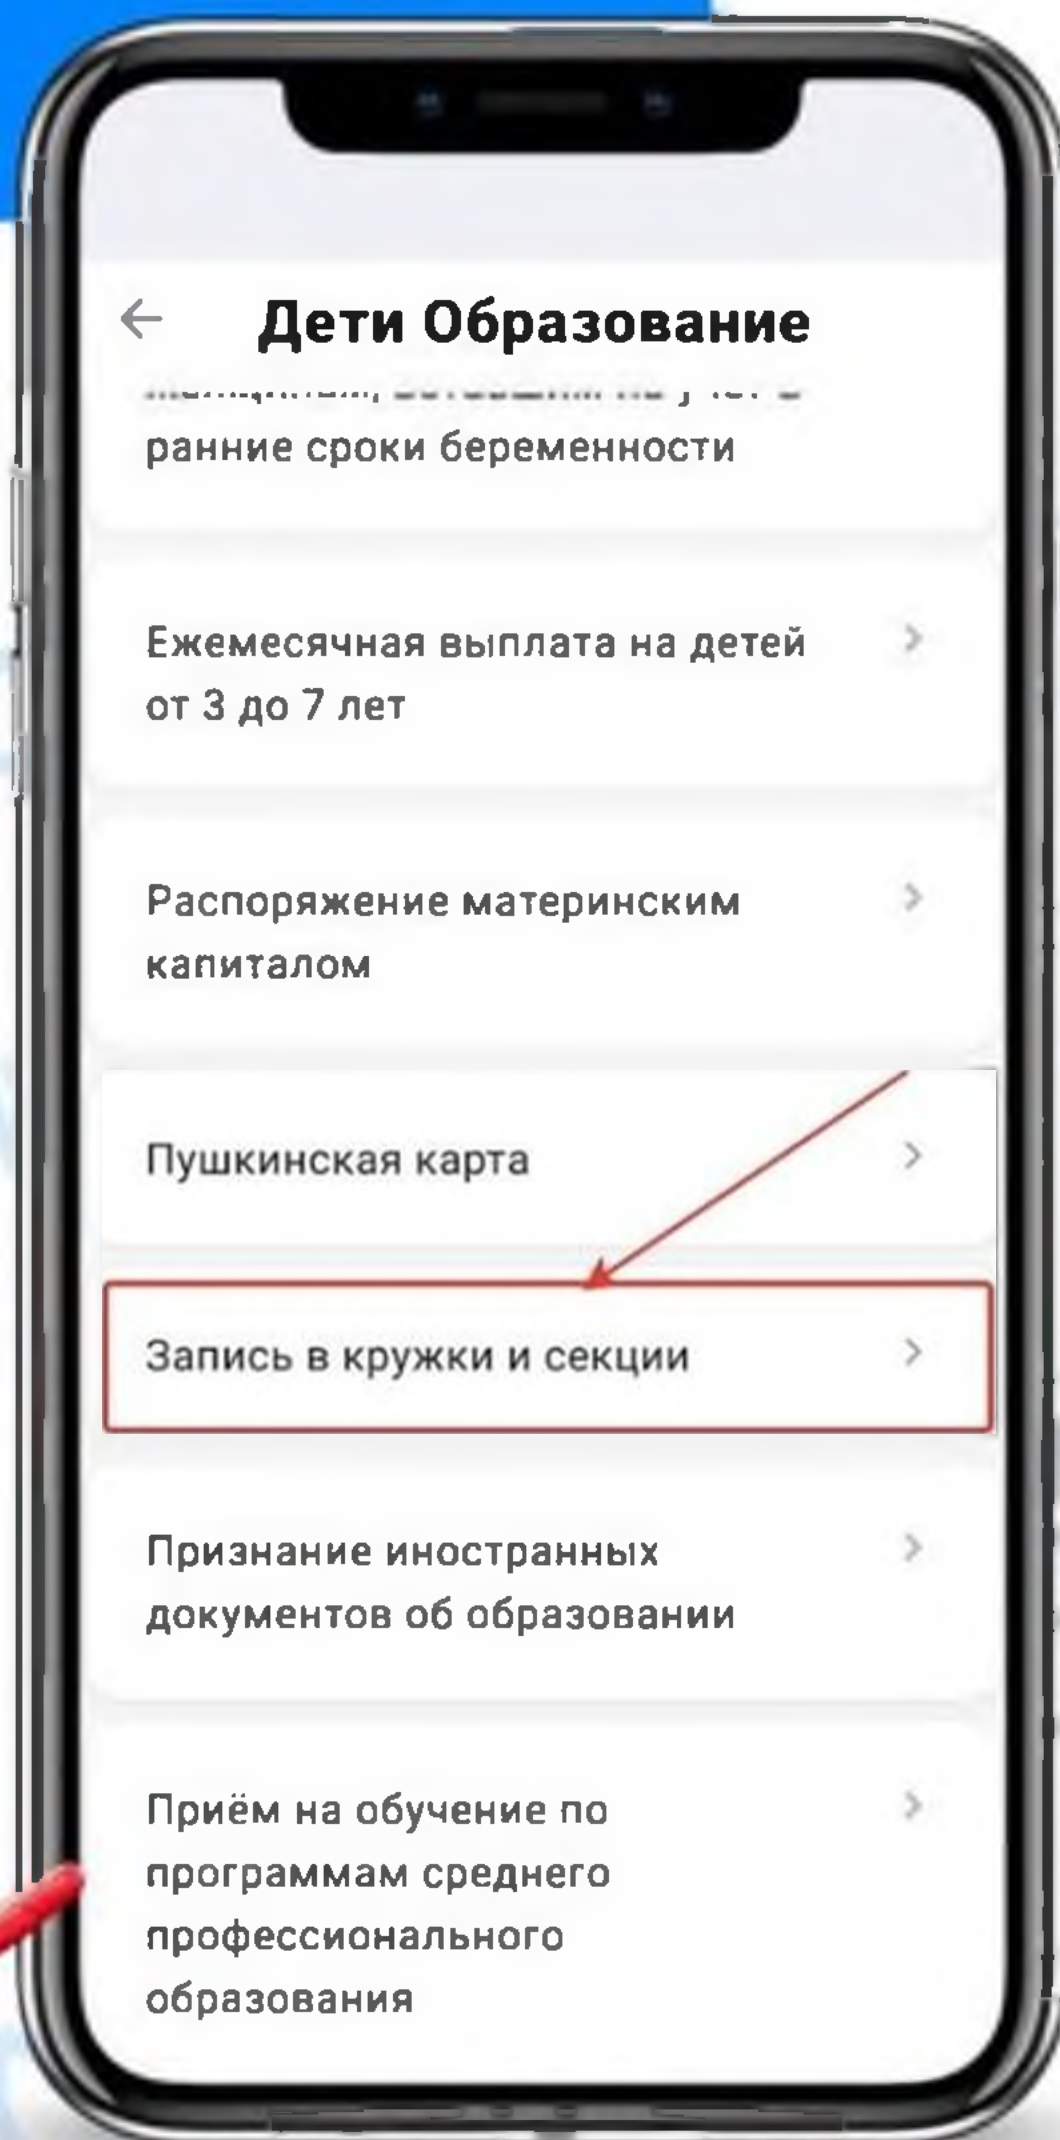 Дети Образование
ранние сроки беременности
Ежемесячная выплата на детей
от 3 до 7 лет
Распоряжение материнским
капиталом
Пушкинская карта
Запись в кружки и секции
Признание иностранных
документов об образовании
Приём на обучение по
программам среднего
профессионального
образования